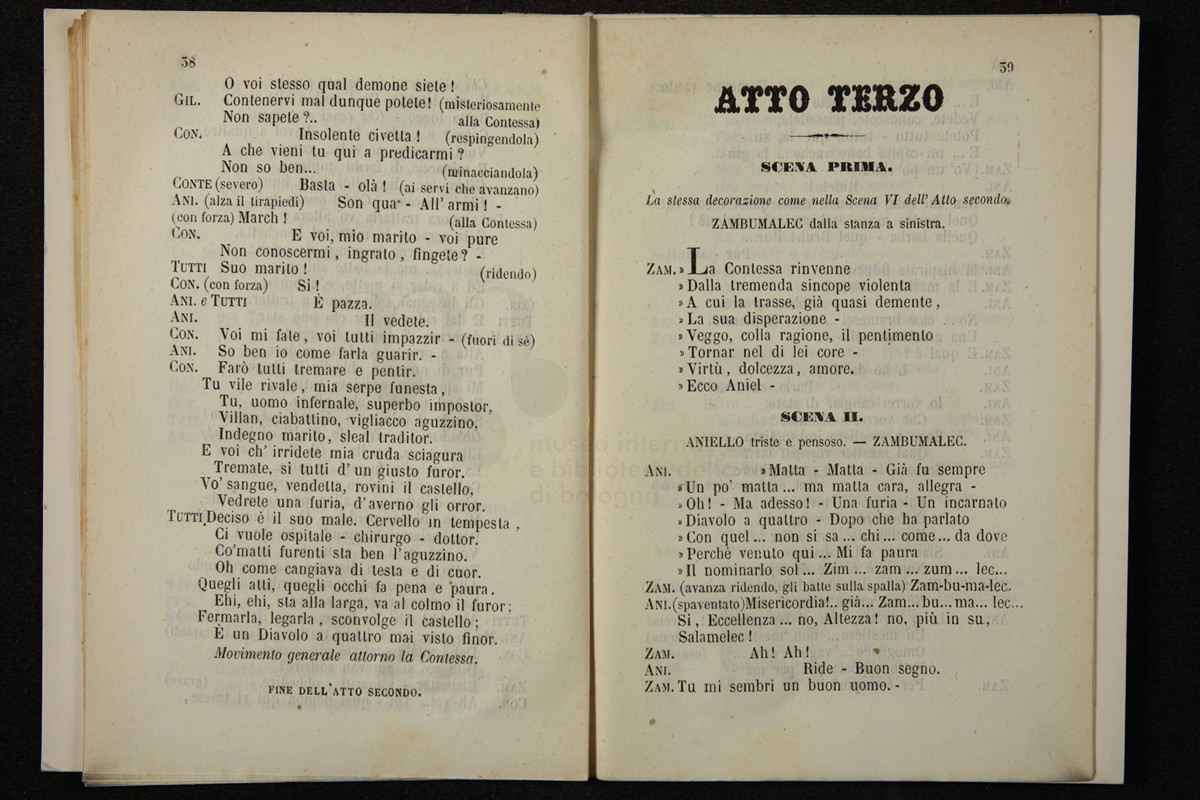 38
O voi stesso qual demone siete !
GIL. Contenervi mal dunque potete! (misteriosamente
Non sapete ?.. alla Contessa)
CON. Insolente civetta ! (respingendola)
A che vieni tu qui a predicarmi ?
Non so ben... (minacciandola)
CONTE (severo) Basta - olà ! (ai servi che avanzano)
ANI. (alza il tirapiedi) Son qua - All' armi ! -
(con forza) March ! (alla Contessa)
CON. E voi, mio marito - voi pure
Non conoscermi, ingrato, fingete? -
TUTTI Suo marito ! (ridendo)
CON. (con forza) Si !
ANI. e TUTTI È pazza.
ANI. Il vedete.
CON. Voi mi fate, voi tutti impazzir - (fuori di sé)
ANI. So ben io come farla guarir. -
CON. Farò tutti tremare e pentir.
Tu vile rivale, mia serpe funesta,
Tu, uomo infernale, superbo impostor,
Villan, ciabattino, vigliacco aguzzino,
Indegno marito, sleal traditor.
E voi ch' irridete mia cruda sciagura
Tremate, si tutti d' un giusto furor.
Vo' sangue, vendetta, rovini il castello,
Vedrete una furia, d'averno gli orror.
TUTTI Deciso é il suo male. Cervello in tempesta,
Ci vuole ospitale - chirurgo - dottor.
Co'matti furenti sta ben l'aguzzino.
Oh come cangiava di testa e di cuor.
Quegli atti, quegli occhi fa pena e paura.
Ehi, ehi, sta alla larga, va al colmo il furor;
Fermarla, legarla, sconvolge il castello;
È un Diavolo a quattro mai visto finor.
Movimento generale attorno la Contessa.
FINE DELL'ATTO SECONDO.
39
ATTO TERZO
SCENA PRIMA.
La stessa decorazione come nella Scena VI dell' Atto secondo.
ZAMBUMALEC dalla stanza a sinistra.
ZAM. » La Contessa rinvenne
» Dalla tremenda sincope violenta
» A cui la trasse, già quasi demente,
» La sua disperazione -
» Veggo, colla ragione, il pentimento
» Tornar nel di lei core -
» Virtù, dolcezza, amore.
» Ecco Aniel -
SCENA II.
ANIELLO triste e pensoso. — ZAMBUMALEC.
ANI. » Matta - Matta - Già fu sempre
» Un po' matta ... ma matta cara, allegra -
» Oh! - Ma adesso! - Una furia - Un incarnato
» Diavolo a quattro - Dopo che ha parlato
» Con quel ... non si sa ... chi ... come ... da dove
» Perchè venuto qui ... Mi fa paura
» Il nominarlo sol ... Zim ... zam ... zum ... lec...
ZAM. (avanza ridendo, gli batte sulla spalla) Zam-bu-ma-lec.
ANI. (spaventato) Misericordia!.. già... Zam... bu... ma... lec...
Si, Eccellenza ... no, Altezza! no, più in su,
Salamelec !
ZAM. Ah! Ah!
ANI. Ride - Buon segno.
ZAM. Tu mi sembri un buon uomo. -
museo intern
e biblioteca dell
di bologna